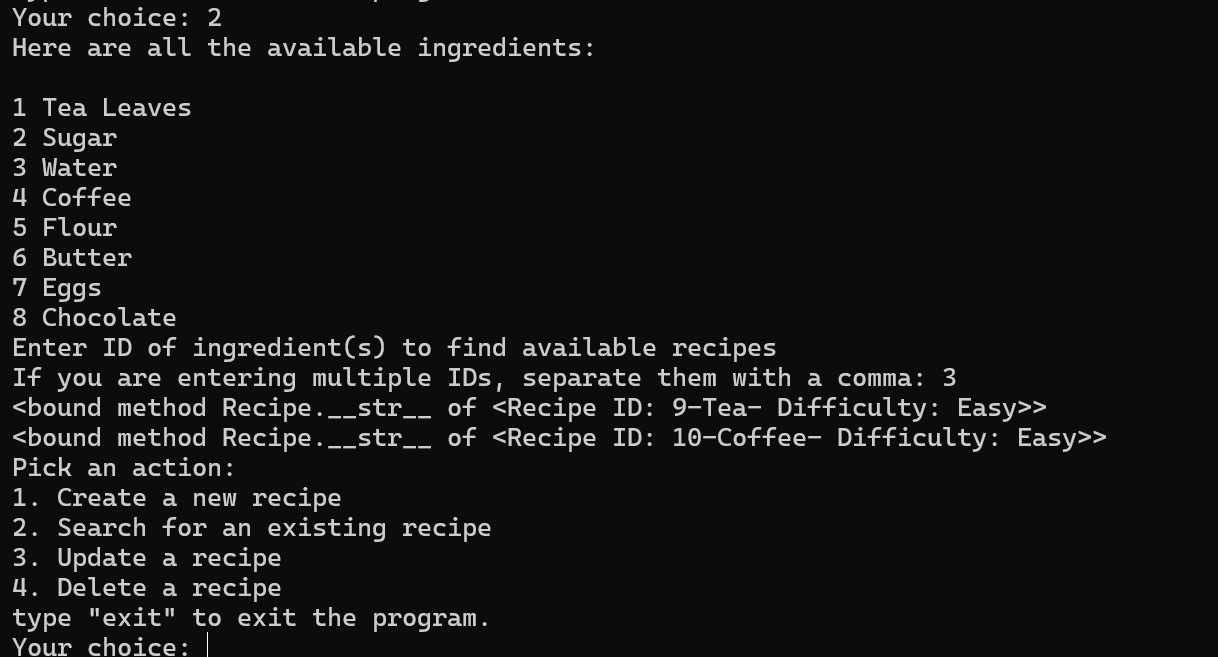 Your choice: 2
Here are all the available ingredients:
1 Tea Leaves
2 Sugar
3 Water
4 Coffee
5 Flour
6 Butter
7 Eggs
8 Chocolate
Enter ID of ingredient(s) to find available recipes
If you are entering multiple IDs, separate them with a comma: 3
<bound method Recipe.__str__ of <Recipe ID: 9-Tea- Difficulty: Easy>>
<bound method Recipe.__str__ of <Recipe ID: 10-Coffee- Difficulty: Easy>>
Pick an action:
1. Create a new recipe
2. Search for an existing recipe
3. Update a recipe
4. Delete a recipe
type "exit" to exit the program.
Your choice: